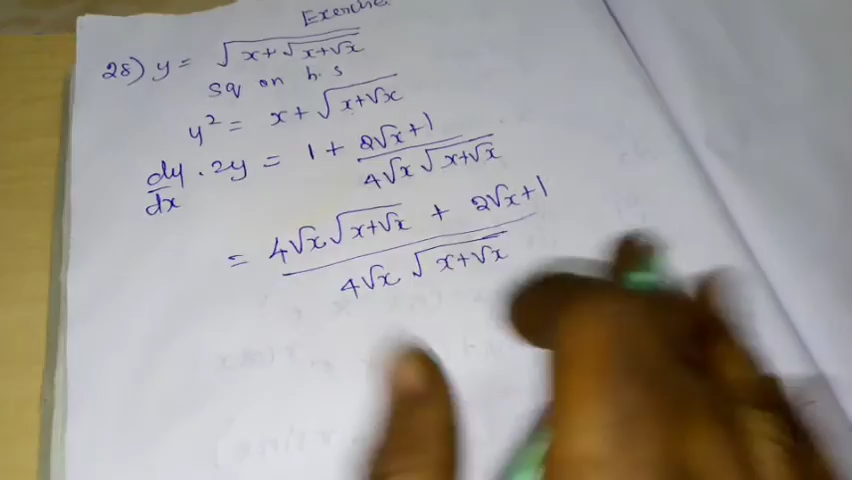 Exercise
28) y = √(x+√(x+√x))
sq on b.s
y² = x + √(x+√x)
dy/dx . 2y = 1 + (2√x+1)/(4√x √(x+√x))
= (4√x √(x+√x) + 2√x+1)/(4√x √(x+√x))